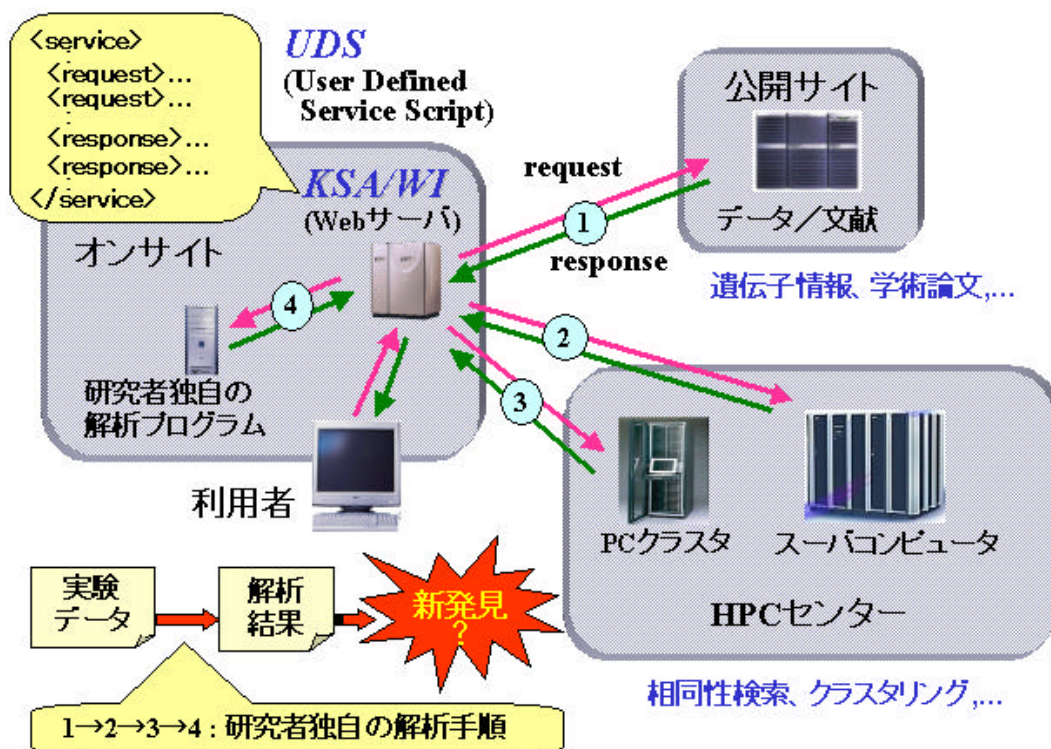 <service>
<request>...
<request>...
:
<response>...
<response>...
:
</service>
UDS
(User Defined
Service Script)
公開サイト
データ／文献
遺伝子情報、学術論文,...
KSA/WI
(Webサーバ)
オンサイト
request
1
response
4
2
3
研究者独自の
解析プログラム
利用者
PCクラスタ
スーパコンピュータ
HPCセンター
相同性検索、クラスタリング,...
実験
データ
解析
結果
新発見
?
1→2→3→4 : 研究者独自の解析手順